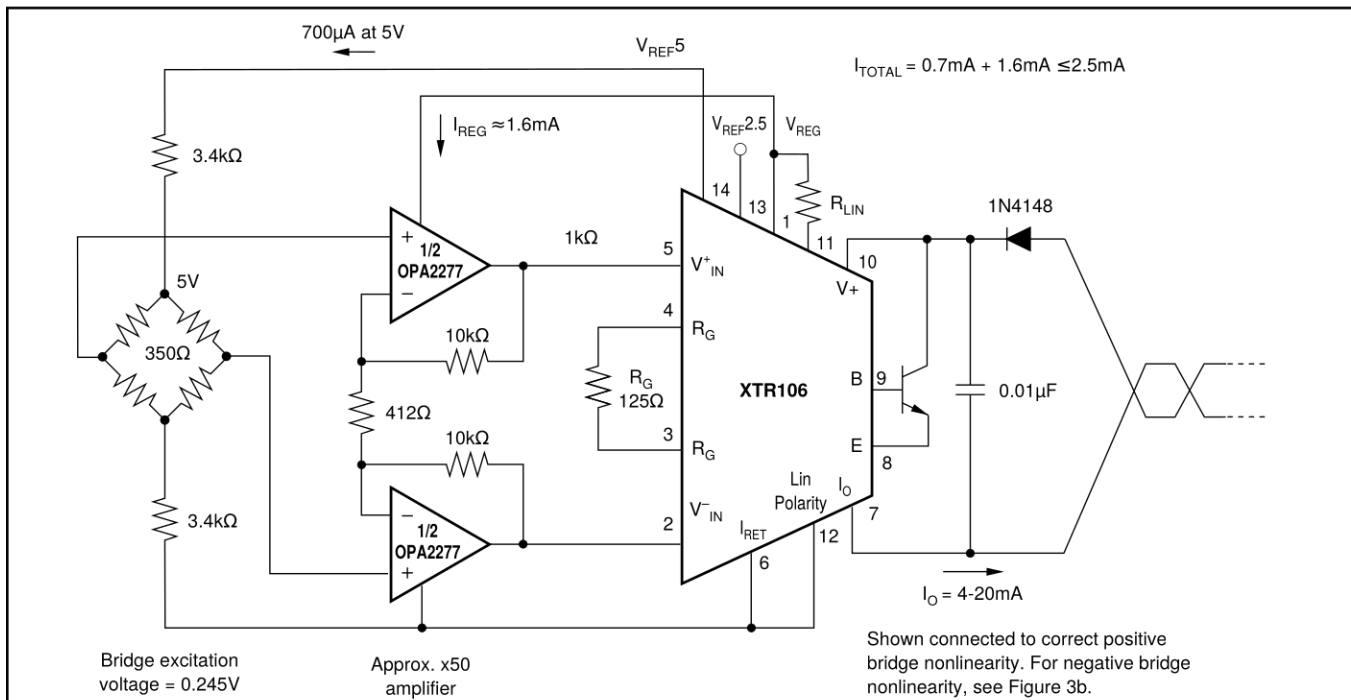 700µA at 5V
V_REF5
I_TOTAL = 0.7mA + 1.6mA ≤2.5mA
I_REG ≈1.6mA
V_REF2.5
V_REG
3.4kΩ
14
13
1
R_LIN
11
1N4148
10
V+
+
1/2
OPA2277
−
1kΩ
5
V⁺_IN
5V
350Ω
10kΩ
4
R_G
R_G
125Ω
XTR106
B
9
0.01µF
412Ω
10kΩ
3
R_G
E
8
Lin
Polarity
I_O
7
3.4kΩ
−
1/2
OPA2277
+
2
V⁻_IN
I_RET
12
6
I_O = 4-20mA
Bridge excitation
voltage = 0.245V
Approx. x50
amplifier
Shown connected to correct positive
bridge nonlinearity. For negative bridge
nonlinearity, see Figure 3b.